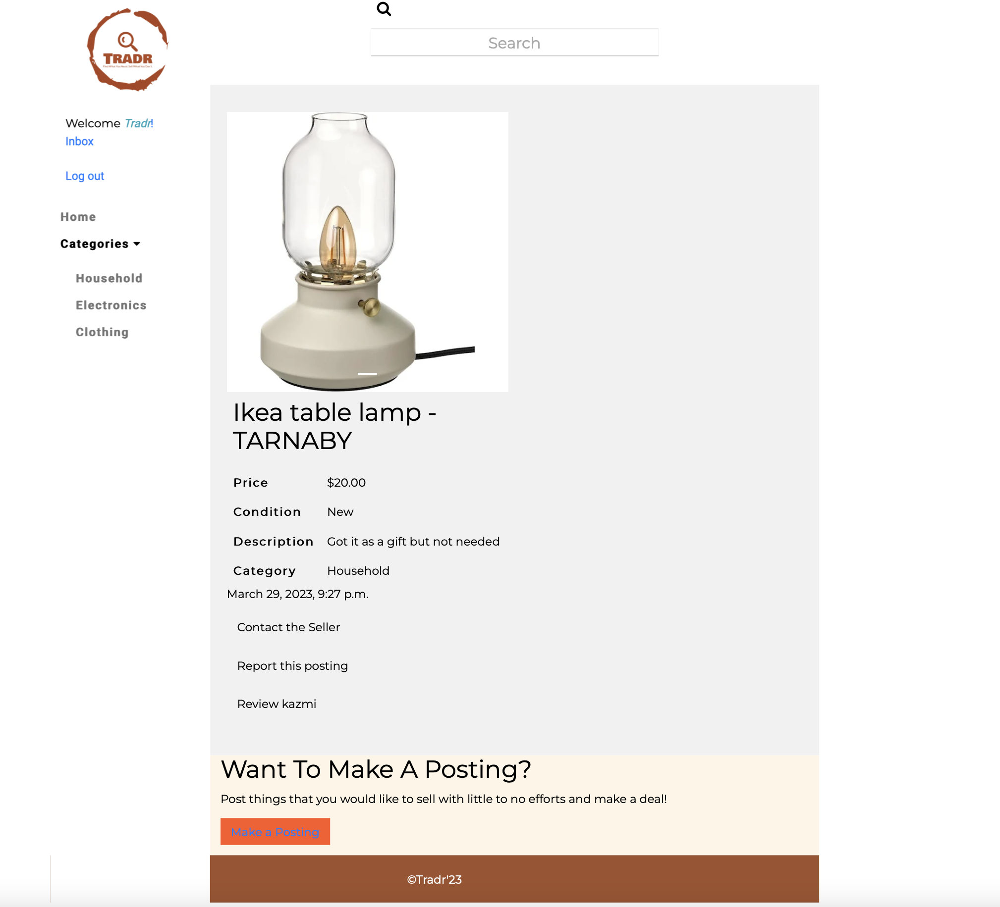 TRADR
Find What You Need. Sell What You Don't.
Search
Welcome Tradr!
Inbox
Log out
Home
Categories
Household
Electronics
Clothing
Ikea table lamp -
TARNABY
Price $20.00
Condition New
Description Got it as a gift but not needed
Category Household
March 29, 2023, 9:27 p.m.
Contact the Seller
Report this posting
Review kazmi
Want To Make A Posting?
Post things that you would like to sell with little to no efforts and make a deal!
Make a Posting
©Tradr'23